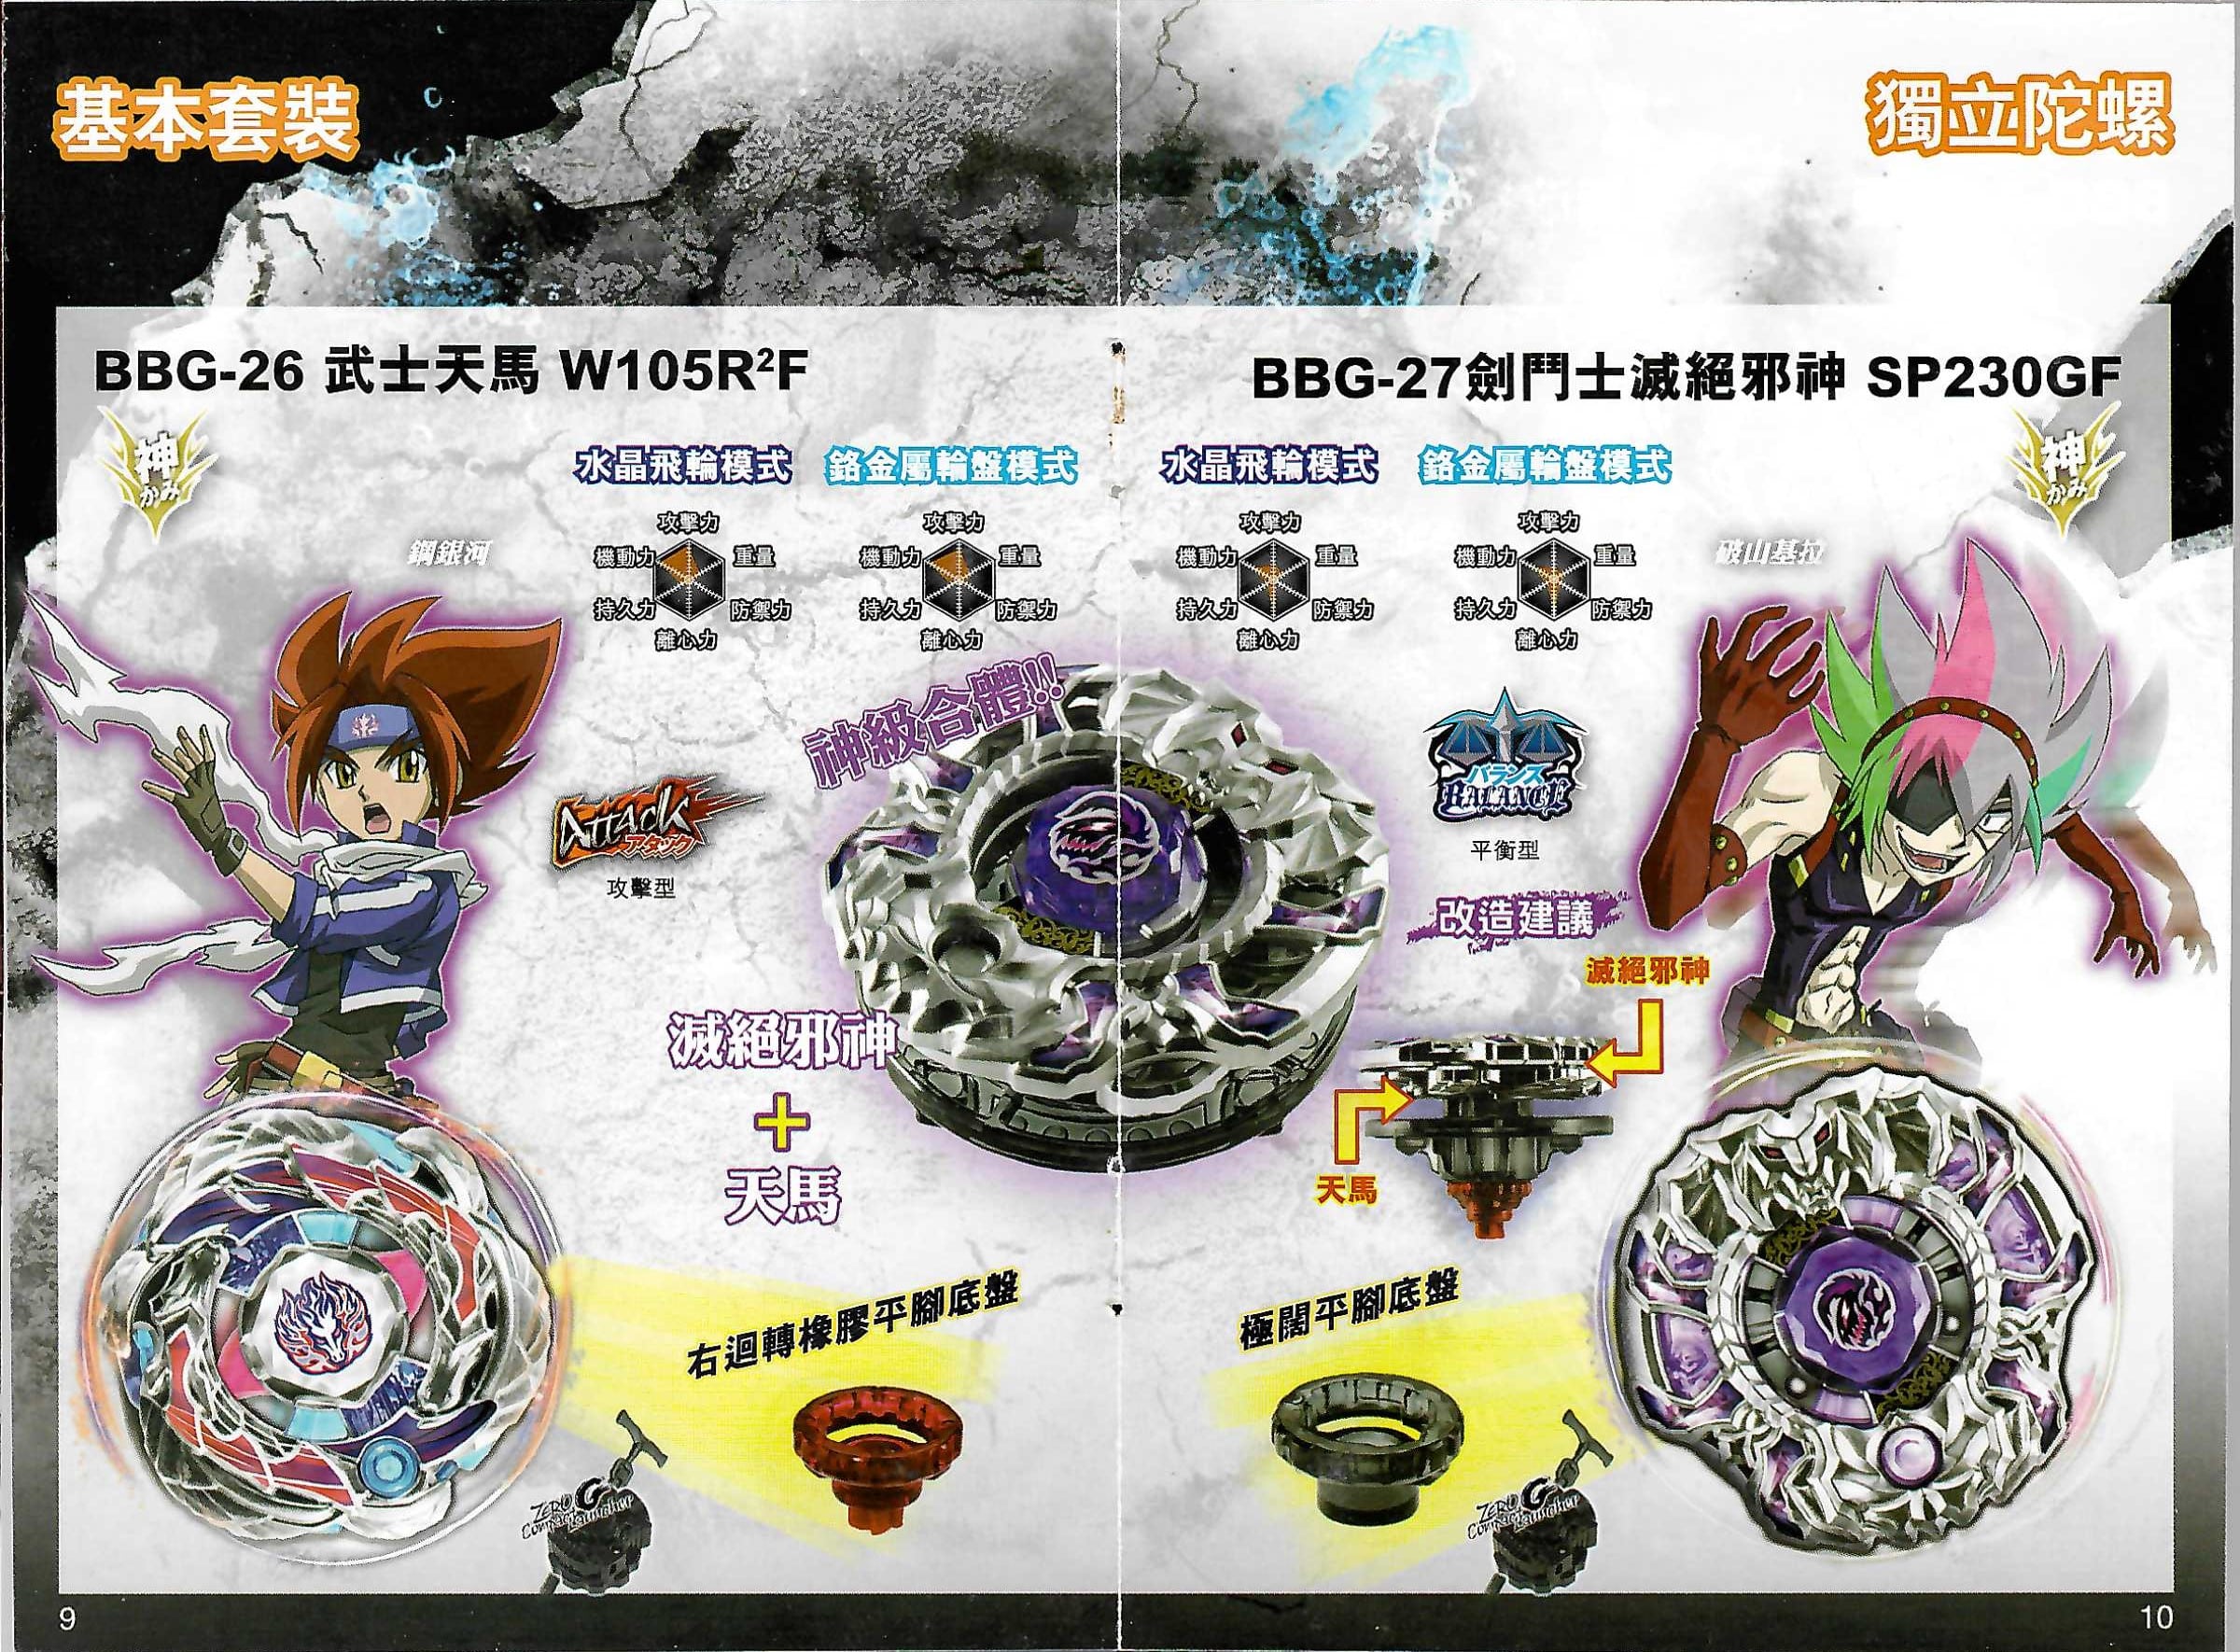 基本套裝
獨立陀螺
BBG-26 武士天馬 W105R²F
神
かみ
鋼銀河
水晶飛輪模式
攻擊力
機動力
重量
持久力
防禦力
離心力
鉻金屬輪盤模式
攻擊力
機動力
重量
持久力
防禦力
離心力
Attack
アタック
攻擊型
神級合體!!
滅絕邪神
+
天馬
右迴轉橡膠平腳底盤
ZERO G
Compact Launcher
9
BBG-27劍鬥士滅絕邪神 SP230GF
水晶飛輪模式
攻擊力
機動力
重量
持久力
防禦力
離心力
鉻金屬輪盤模式
攻擊力
機動力
重量
持久力
防禦力
離心力
神
かみ
破山基拉
バランス
BALANCE
平衡型
改造建議
滅絕邪神
天馬
極闊平腳底盤
ZERO G
Compact Launcher
10